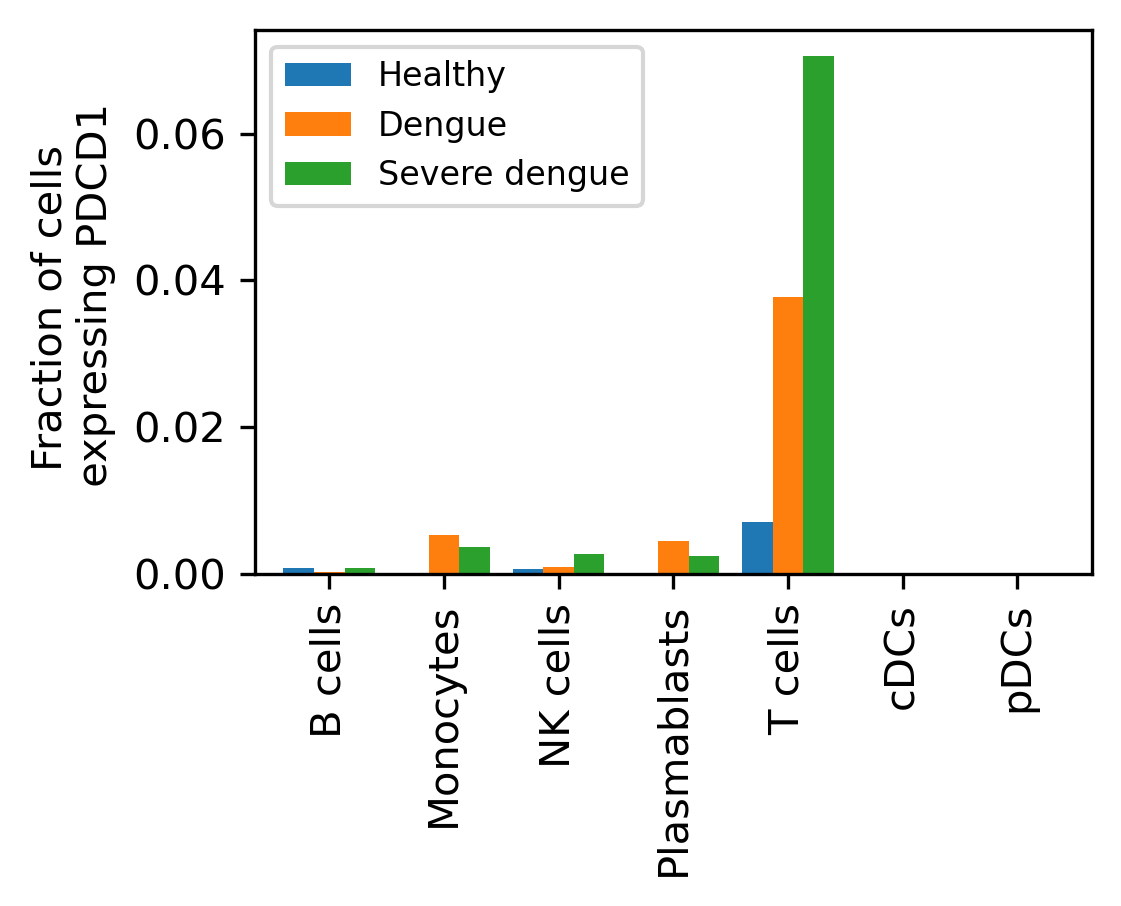 Healthy
Dengue
Severe dengue
Fraction of cells
expressing PDCD1
0.06
0.04
0.02
0.00
B cells
Monocytes
NK cells
Plasmablasts
T cells
cDCs
pDCs